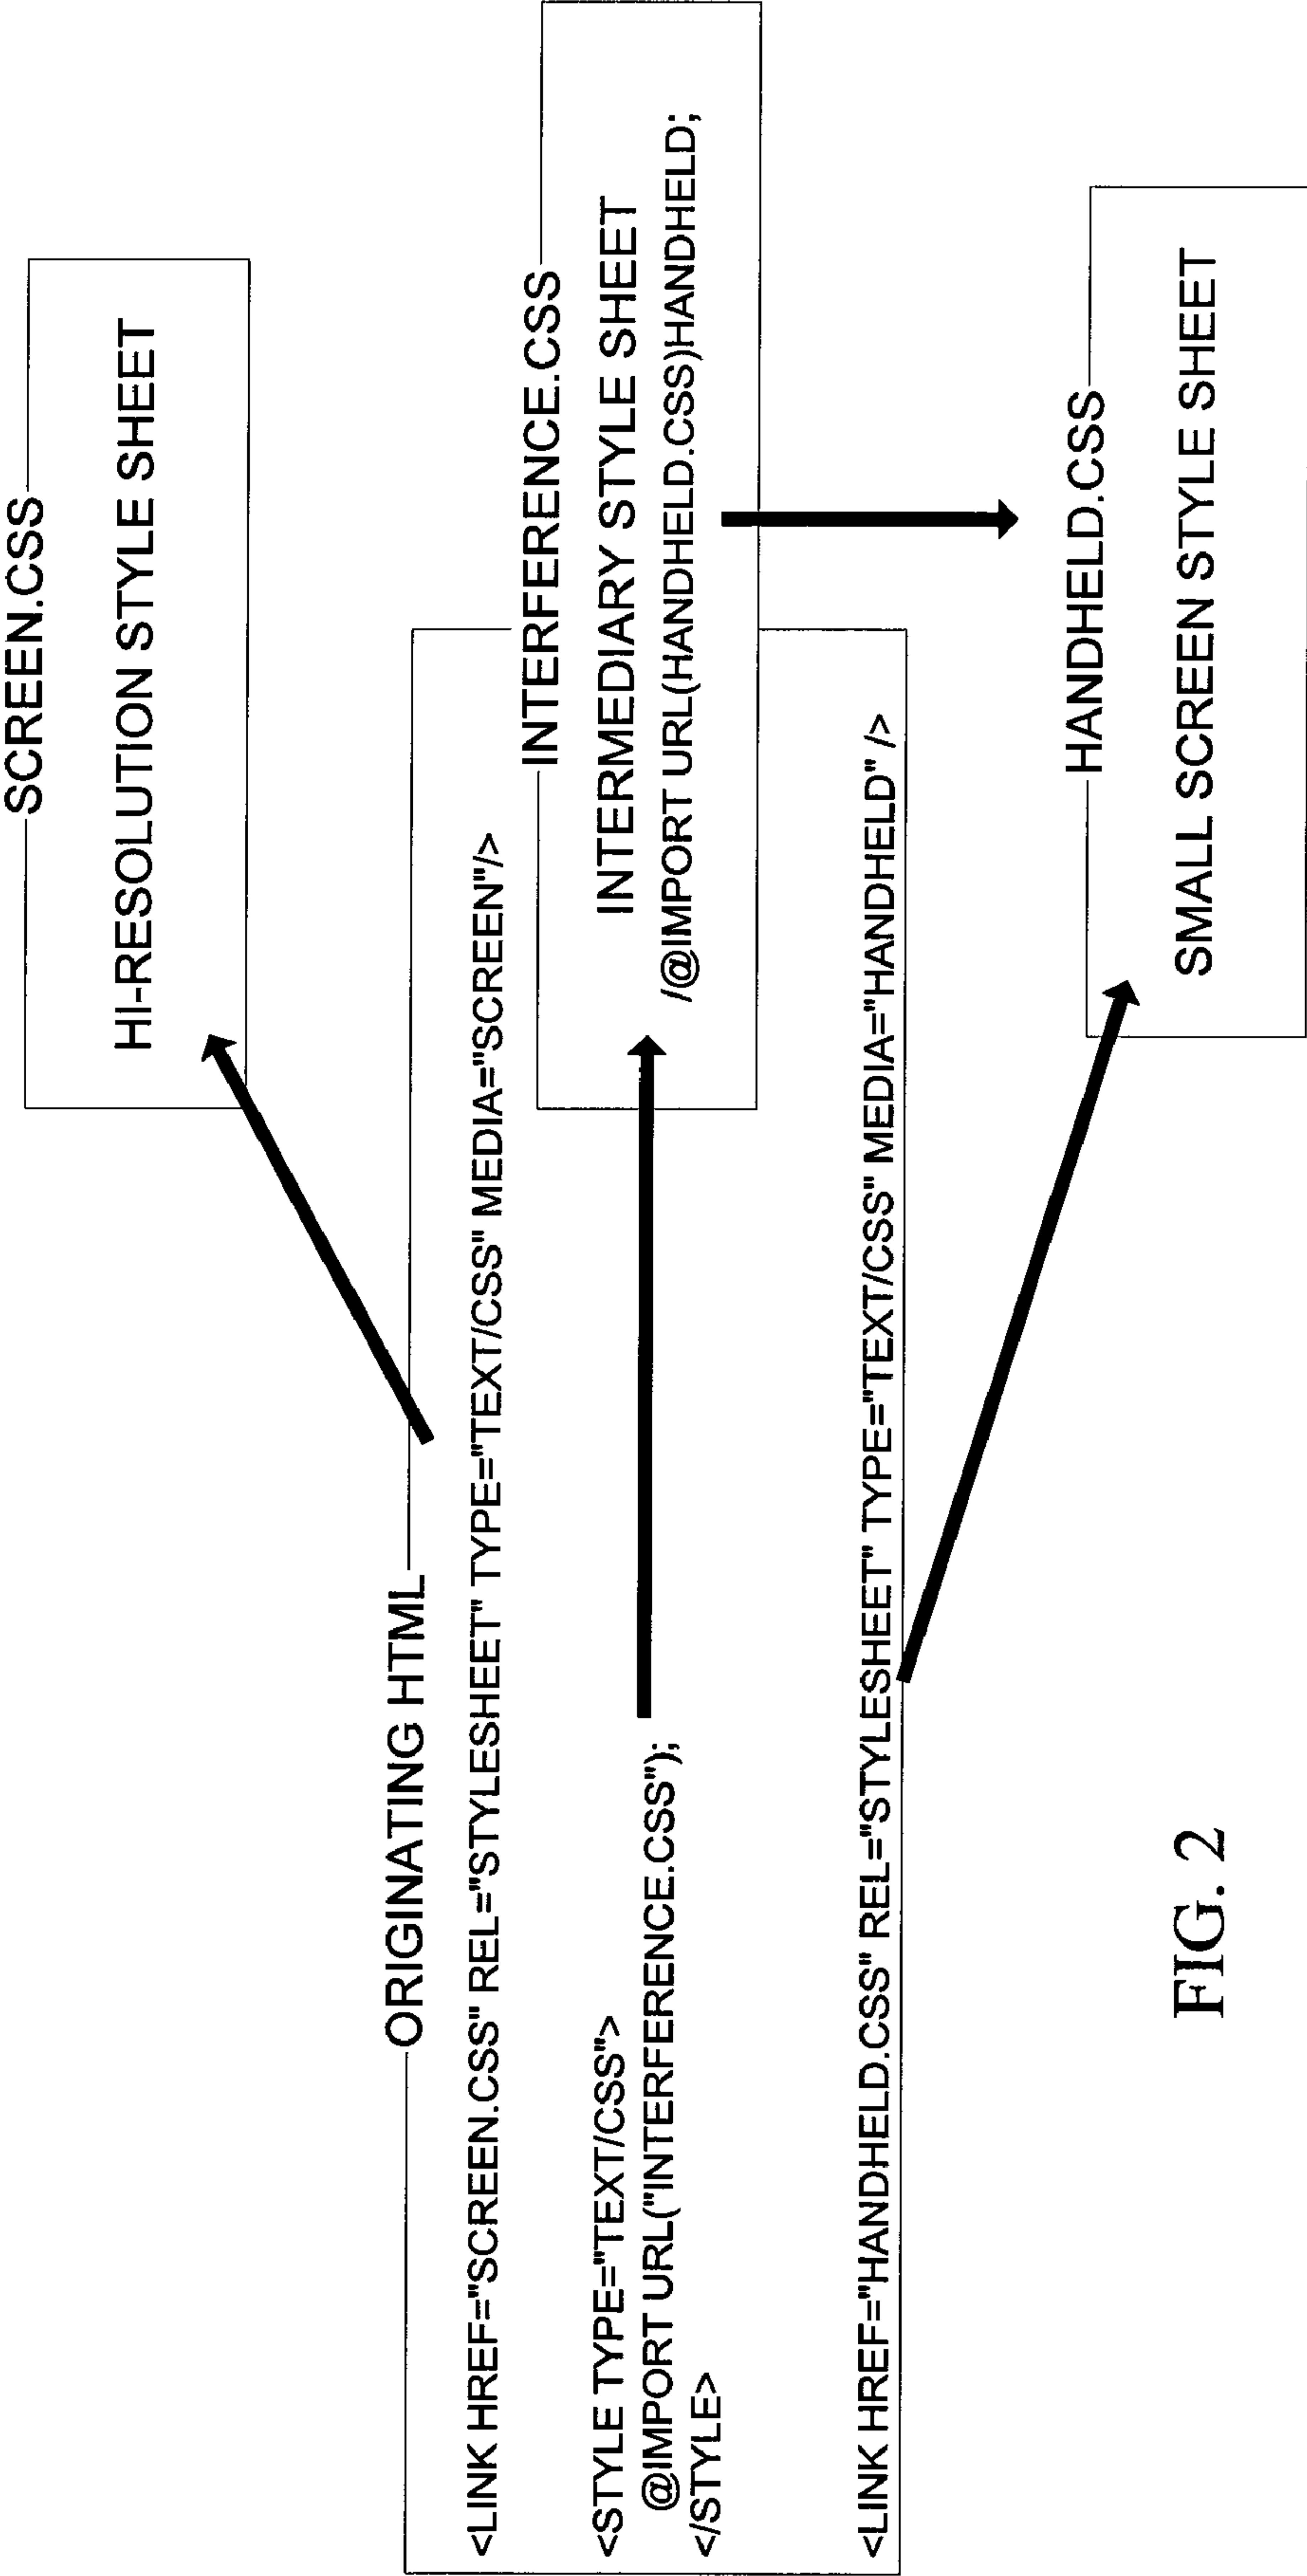 SCREEN.CSS
HI-RESOLUTION STYLE SHEET
ORIGINATING HTML
<LINK HREF="SCREEN.CSS" REL="STYLESHEET" TYPE="TEXT/CSS" MEDIA="SCREEN"/>
<STYLE TYPE="TEXT/CSS">
@IMPORT URL("INTERFERENCE.CSS");
</STYLE>
<LINK HREF="HANDHELD.CSS" REL="STYLESHEET" TYPE="TEXT/CSS" MEDIA="HANDHELD" />
INTERFERENCE.CSS
INTERMEDIARY STYLE SHEET
/@IMPORT URL(HANDHELD.CSS)HANDHELD;
HANDHELD.CSS
SMALL SCREEN STYLE SHEET
FIG. 2